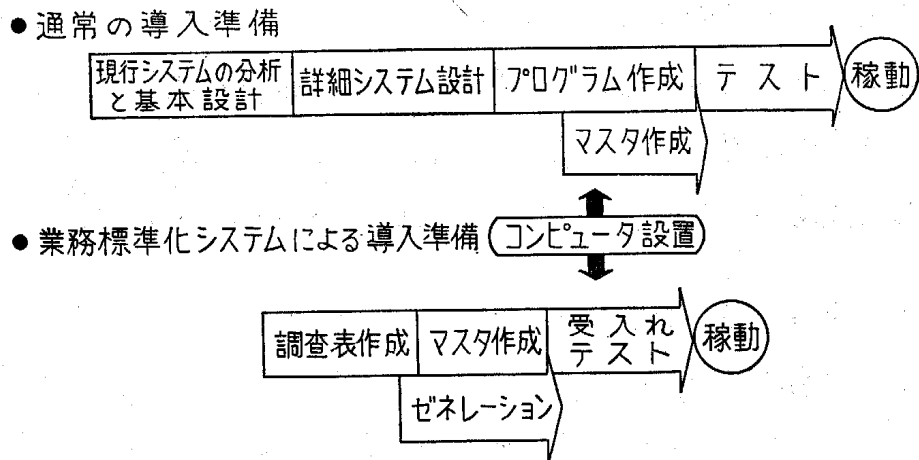 ●通常の導入準備
現行システムの分析
と基本設計
詳細システム設計
プログラム作成
テスト
稼動
マスタ作成
●業務標準化システムによる導入準備
コンピュータ設置
調査表作成
マスタ作成
受入れ
テスト
稼動
ゼネレーション